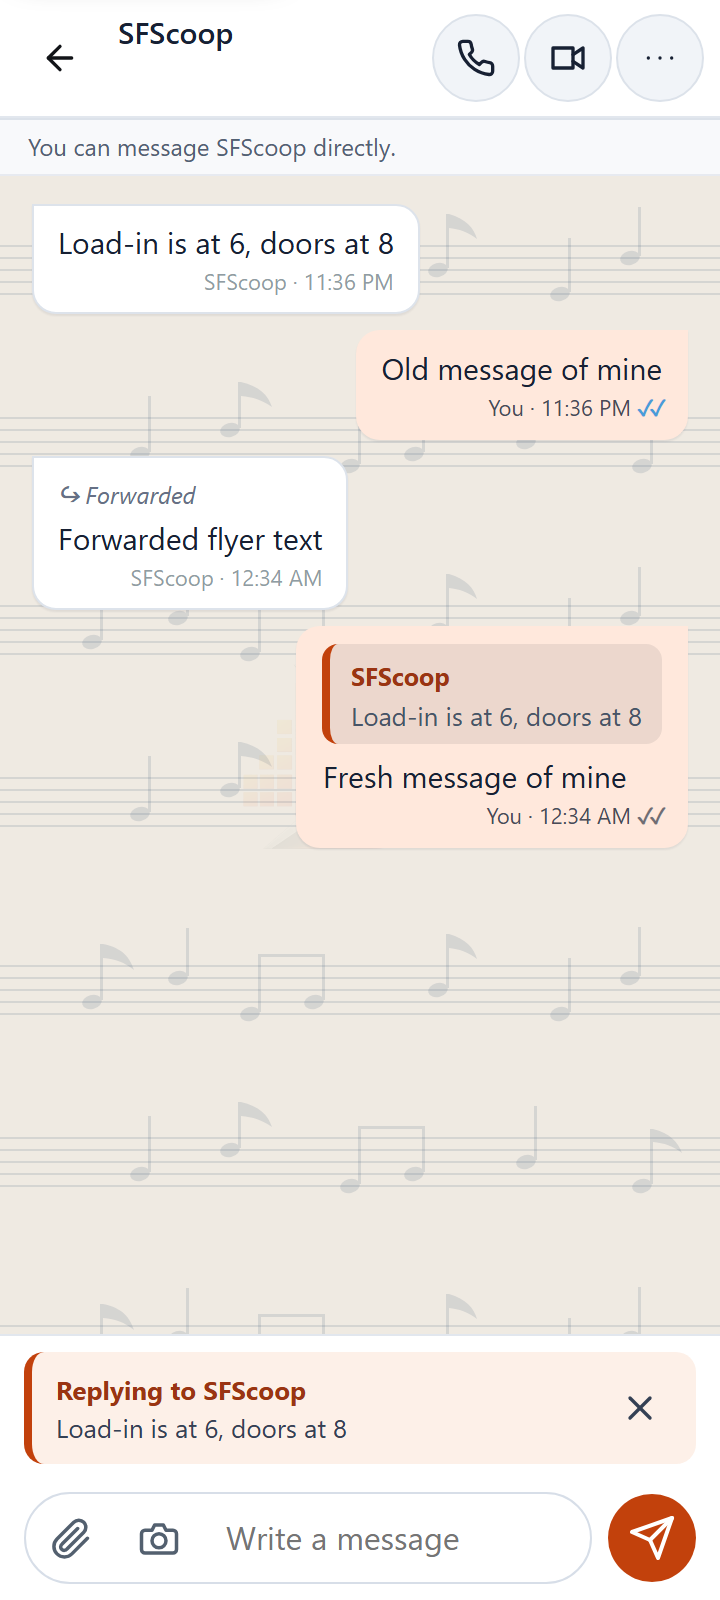 SFScoop
You can message SFScoop directly.
Load-in is at 6, doors at 8
SFScoop · 11:36 PM
Old message of mine
You · 11:36 PM
Forwarded
Forwarded flyer text
SFScoop · 12:34 AM
SFScoop
Load-in is at 6, doors at 8
Fresh message of mine
You · 12:34 AM
Replying to SFScoop
Load-in is at 6, doors at 8
Write a message